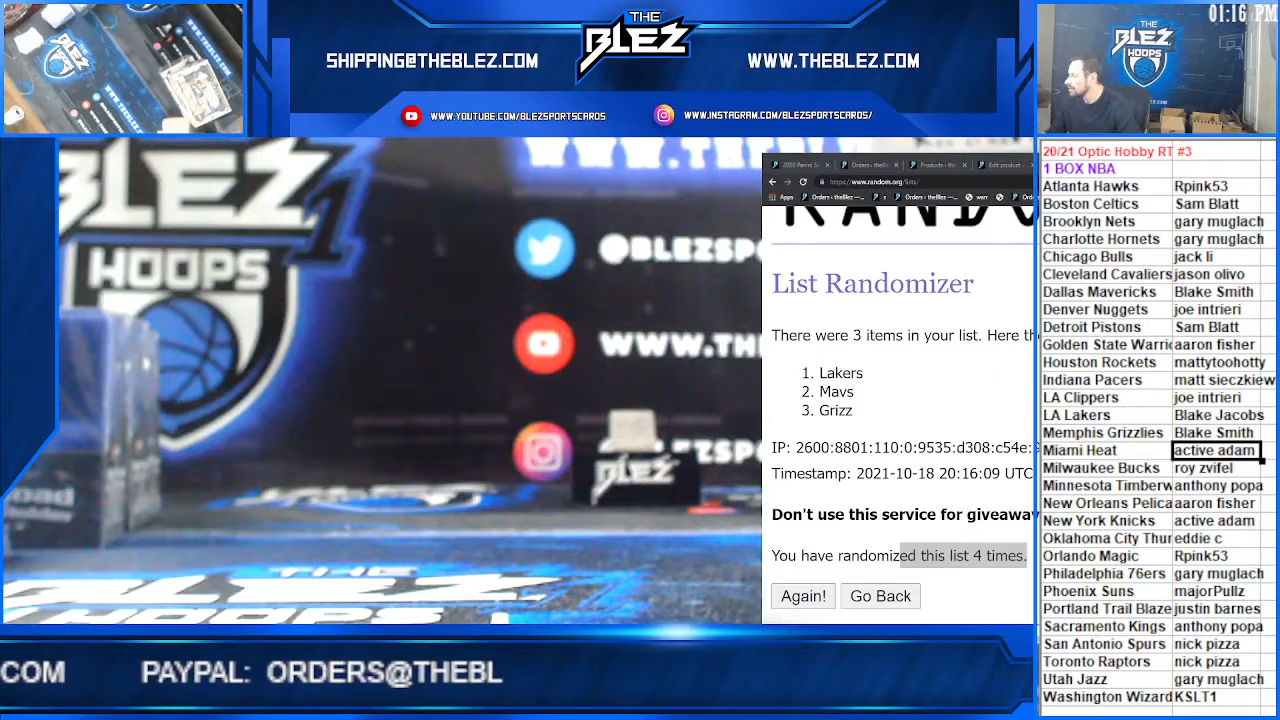 01:16 PM
THE
BLEZ
SHIPPING@THEBLEZ.COM
WWW.THEBLEZ.COM
WWW.YOUTUBE.COM/BLEZSPORTSCARDS
WWW.INSTAGRAM.COM/BLEZSPORTSCARDS/
THE
BLEZ
HOOPS
BLEZ
HOOPS
1
@BLEZSPO
WWW.TH
BLEZ
https://www.random.org/lists/
Apps
List Randomizer
There were 3 items in your list. Here th
1. Lakers
2. Mavs
3. Grizz
IP: 2600:8801:110:0:9535:d308:c54e:
Timestamp: 2021-10-18 20:16:09 UTC
Don't use this service for giveaway
You have randomized this list 4 times.
Again! Go Back
20/21 Optic Hobby RT #3
1 BOX NBA
Atlanta Hawks Rpink53
Boston Celtics Sam Blatt
Brooklyn Nets gary muglach
Charlotte Hornets gary muglach
Chicago Bulls jack li
Cleveland Cavaliers jason olivo
Dallas Mavericks Blake Smith
Denver Nuggets joe intrieri
Detroit Pistons Sam Blatt
Golden State Warric aaron fisher
Houston Rockets mattytoohotty
Indiana Pacers matt sieczkiew
LA Clippers joe intrieri
LA Lakers Blake Jacobs
Memphis Grizzlies Blake Smith
Miami Heat active adam
Milwaukee Bucks roy zvifel
Minnesota Timberw anthony popa
New Orleans Pelica aaron fisher
New York Knicks active adam
Oklahoma City Thur eddie c
Orlando Magic Rpink53
Philadelphia 76ers gary muglach
Phoenix Suns majorPullz
Portland Trail Blaze justin barnes
Sacramento Kings anthony popa
San Antonio Spurs nick pizza
Toronto Raptors nick pizza
Utah Jazz gary muglach
Washington Wizard KSLT1
COM PAYPAL: ORDERS@THEBL